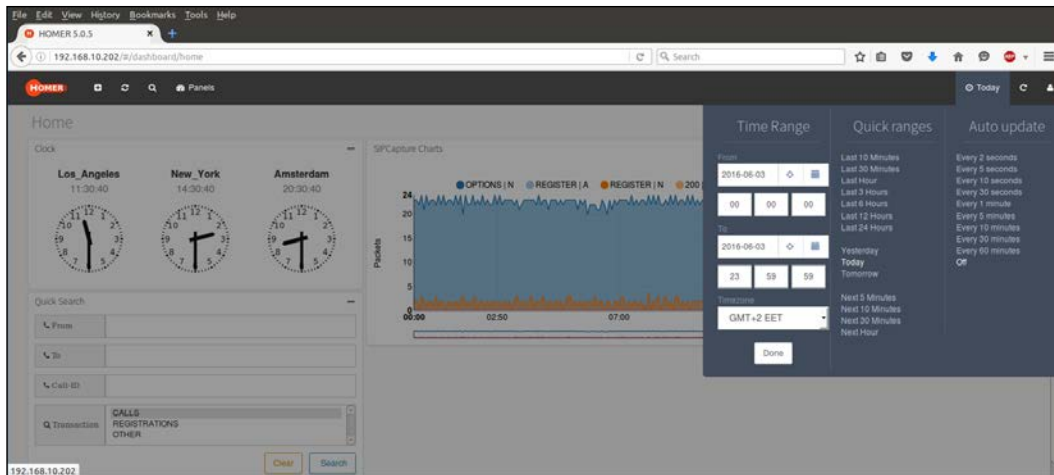 File Edit View History Bookmarks Tools Help
HOMER 5.0.5
192.168.10.202/#/dashboard/home
Search
HOMER
Panels
Today
Home
Clock
Los_Angeles
11:30:40
New_York
14:30:40
Amsterdam
20:30:40
SIPCapture Charts
OPTIONS | N
REGISTER | A
REGISTER | N
200 |
Packets
24
20
15
10
5
0
00:00
02:50
07:00
Quick Search
From
To
Call-ID
Transaction
CALLS
REGISTRATIONS
OTHER
Clear
Search
Time Range
From
2016-06-03
00 00 00
To
2016-06-03
23 59 59
Timezone
GMT+2 EET
Done
Quick ranges
Last 10 Minutes
Last 30 Minutes
Last Hour
Last 3 Hours
Last 6 Hours
Last 12 Hours
Last 24 Hours
Yesterday
Today
Tomorrow
Next 5 Minutes
Next 10 Minutes
Next 30 Minutes
Next Hour
Auto update
Every 2 seconds
Every 5 seconds
Every 10 seconds
Every 30 seconds
Every 1 minute
Every 5 minutes
Every 10 minutes
Every 30 minutes
Every 60 minutes
Off
192.168.10.202